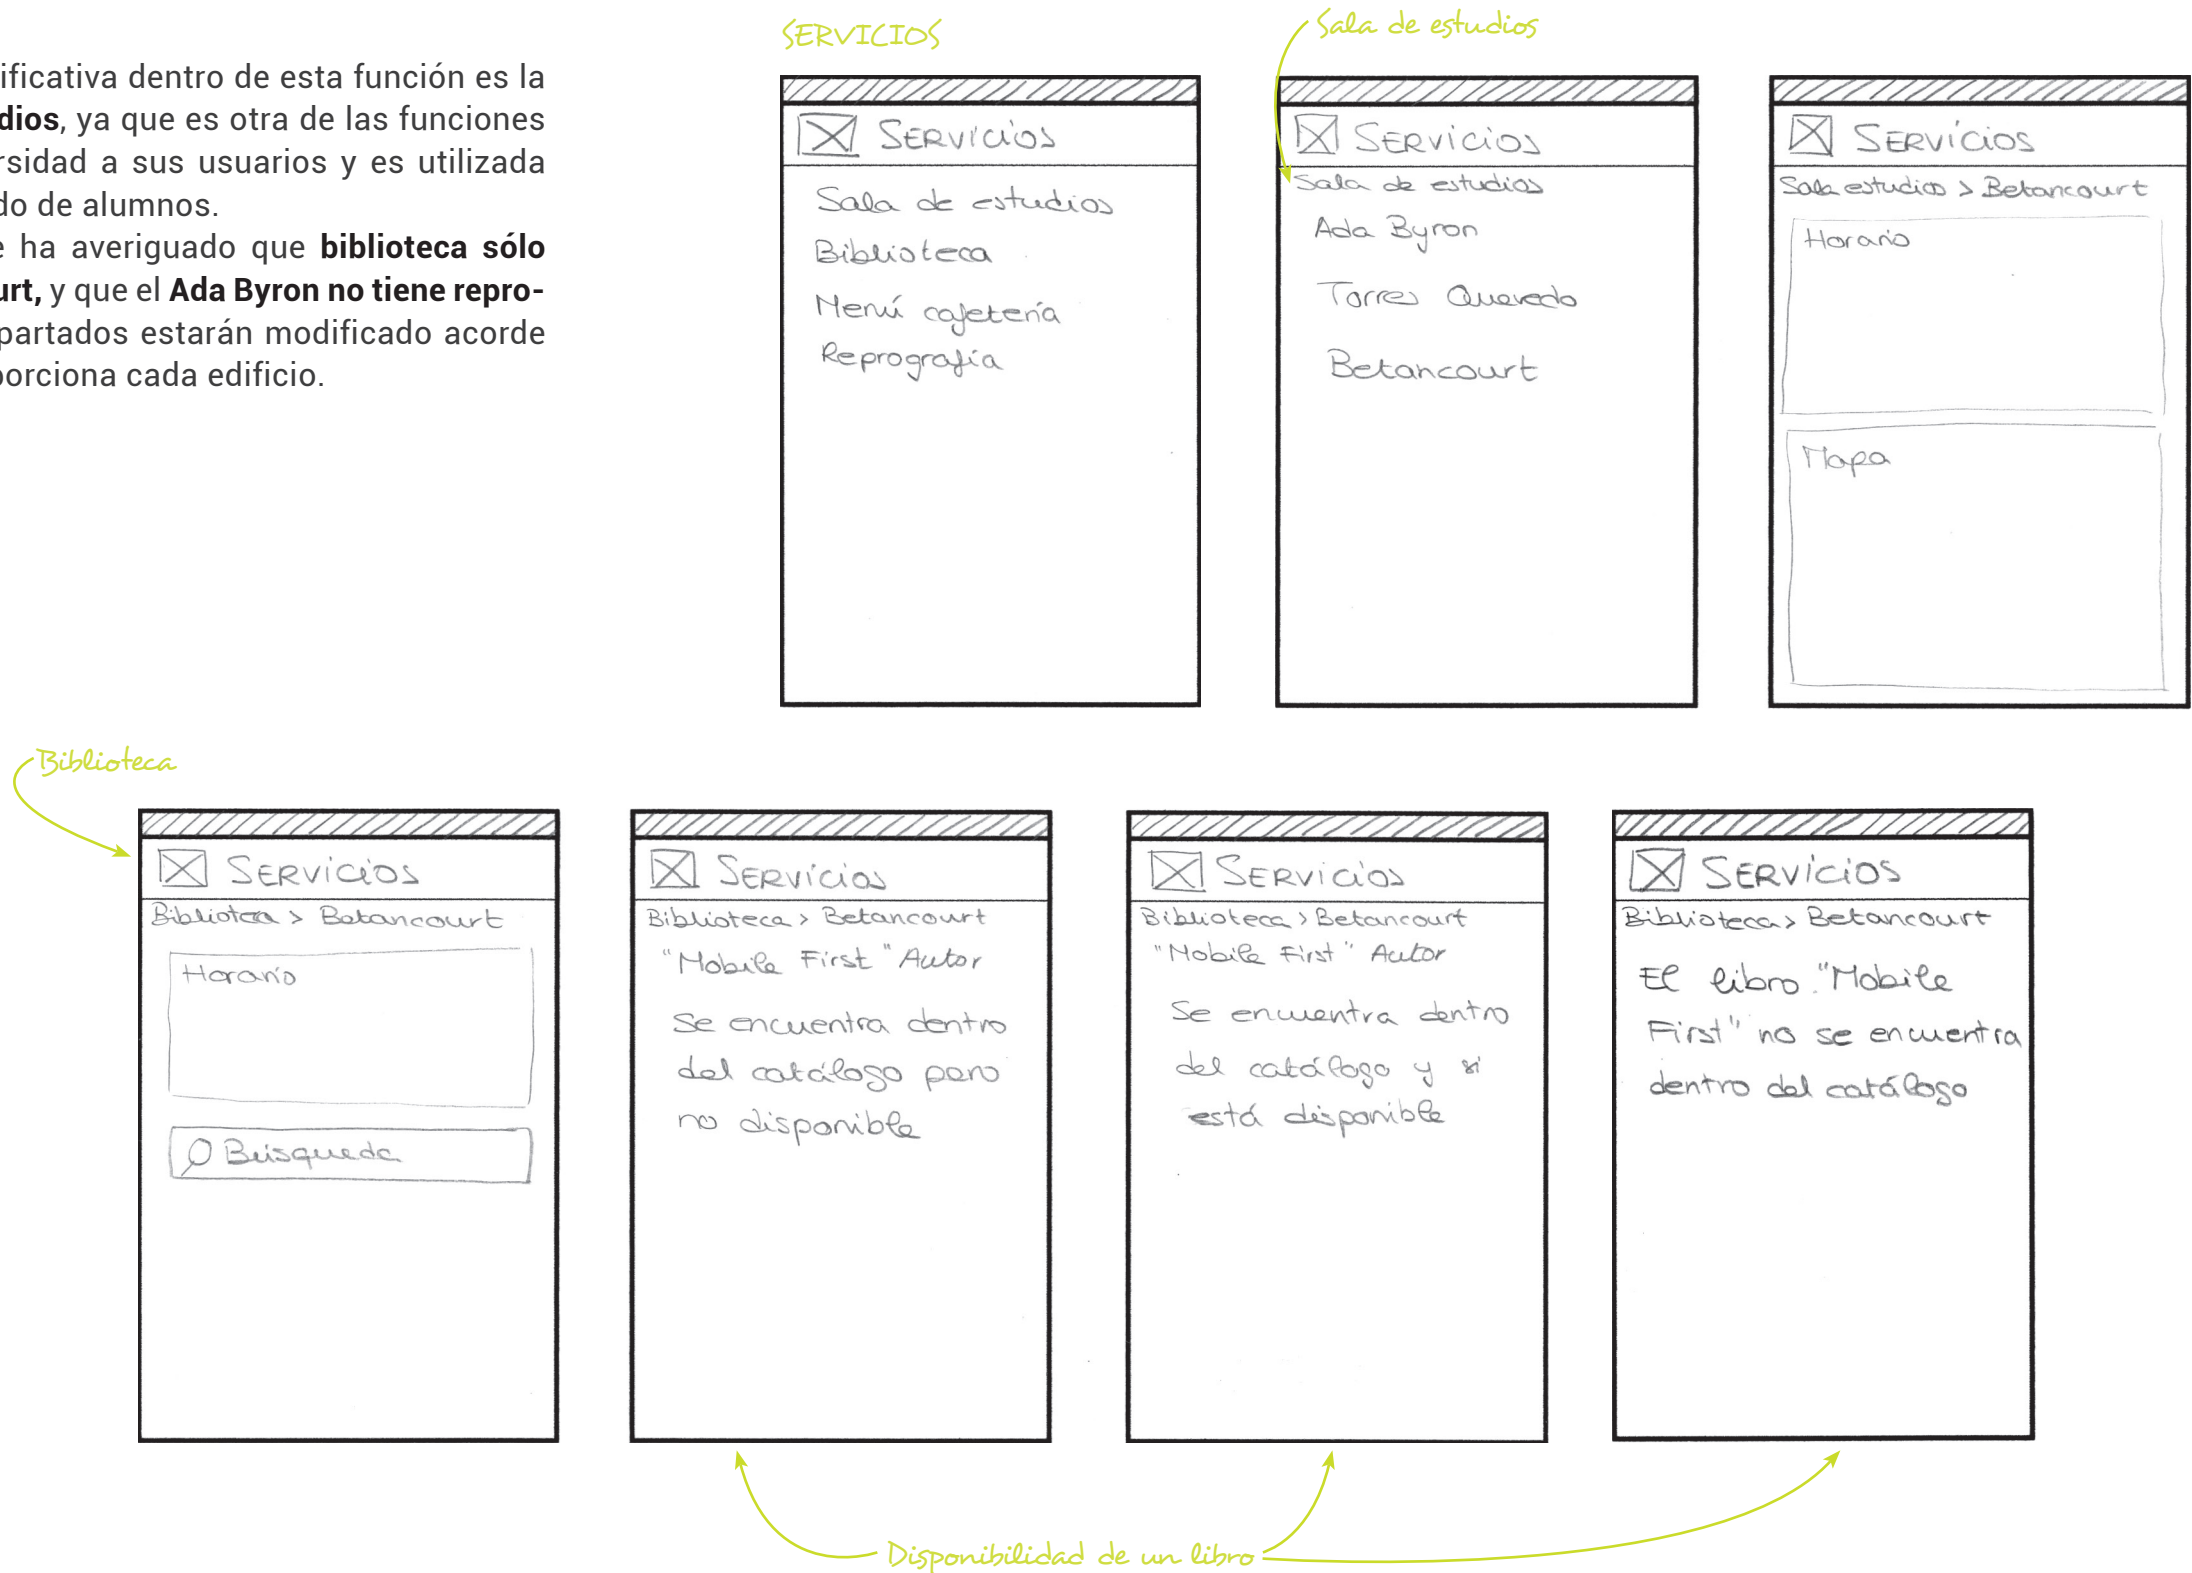 ificativa dentro de esta función es la
dios, ya que es otra de las funciones
rsidad a sus usuarios y es utilizada
do de alumnos.
e ha averiguado que biblioteca sólo
urt, y que el Ada Byron no tiene repro-
partados estarán modificado acorde
porciona cada edificio.
SERVICIOS
Sala de estudios
SERVICIOS
Sala de estudios
Biblioteca
Menú cafetería
Reprografía
SERVICIOS
Sala de estudios
Ada Byron
Torres Quevedo
Betancourt
SERVICIOS
Sala estudios > Betancourt
Horario
Mapa
Biblioteca
SERVICIOS
Biblioteca > Betancourt
Horario
Búsqueda
SERVICIOS
Biblioteca > Betancourt
"Mobile First" Autor
Se encuentra dentro
del catálogo pero
no disponible
SERVICIOS
Biblioteca > Betancourt
"Mobile First" Autor
Se encuentra dentro
del catálogo y si
está disponible
SERVICIOS
Biblioteca > Betancourt
El libro "Mobile
First" no se encuentra
dentro del catálogo
Disponibilidad de un libro